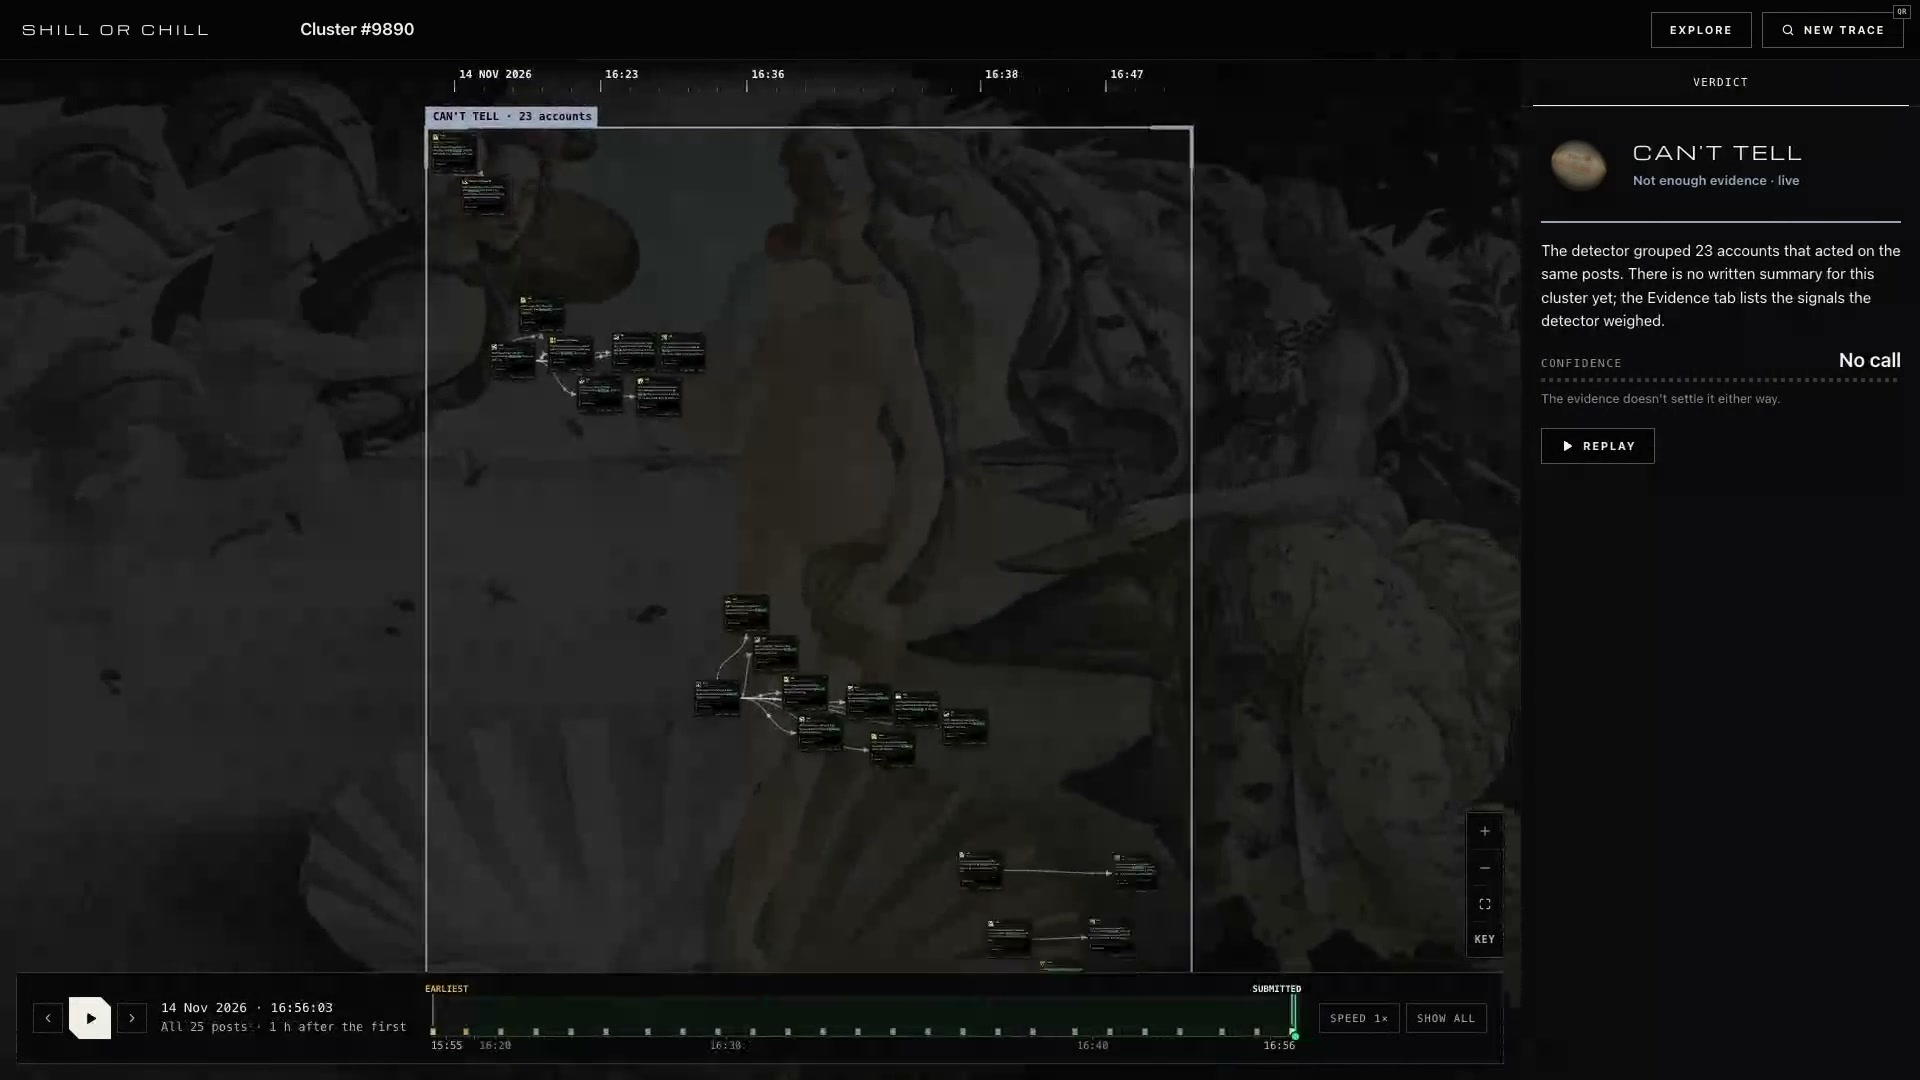 SHILL OR CHILL
Cluster #9890
EXPLORE
NEW TRACE
QR
14 NOV 2026
16:23
16:36
16:38
16:47
VERDICT
CAN'T TELL · 23 accounts
CAN'T TELL
Not enough evidence · live
The detector grouped 23 accounts that acted on the
same posts. There is no written summary for this
cluster yet; the Evidence tab lists the signals the
detector weighed.
CONFIDENCE
No call
The evidence doesn't settle it either way.
REPLAY
KEY
14 Nov 2026 · 16:56:03
All 25 posts · 1 h after the first
EARLIEST
SUBMITTED
15:55
16:20
16:30
16:40
16:56
SPEED 1×
SHOW ALL